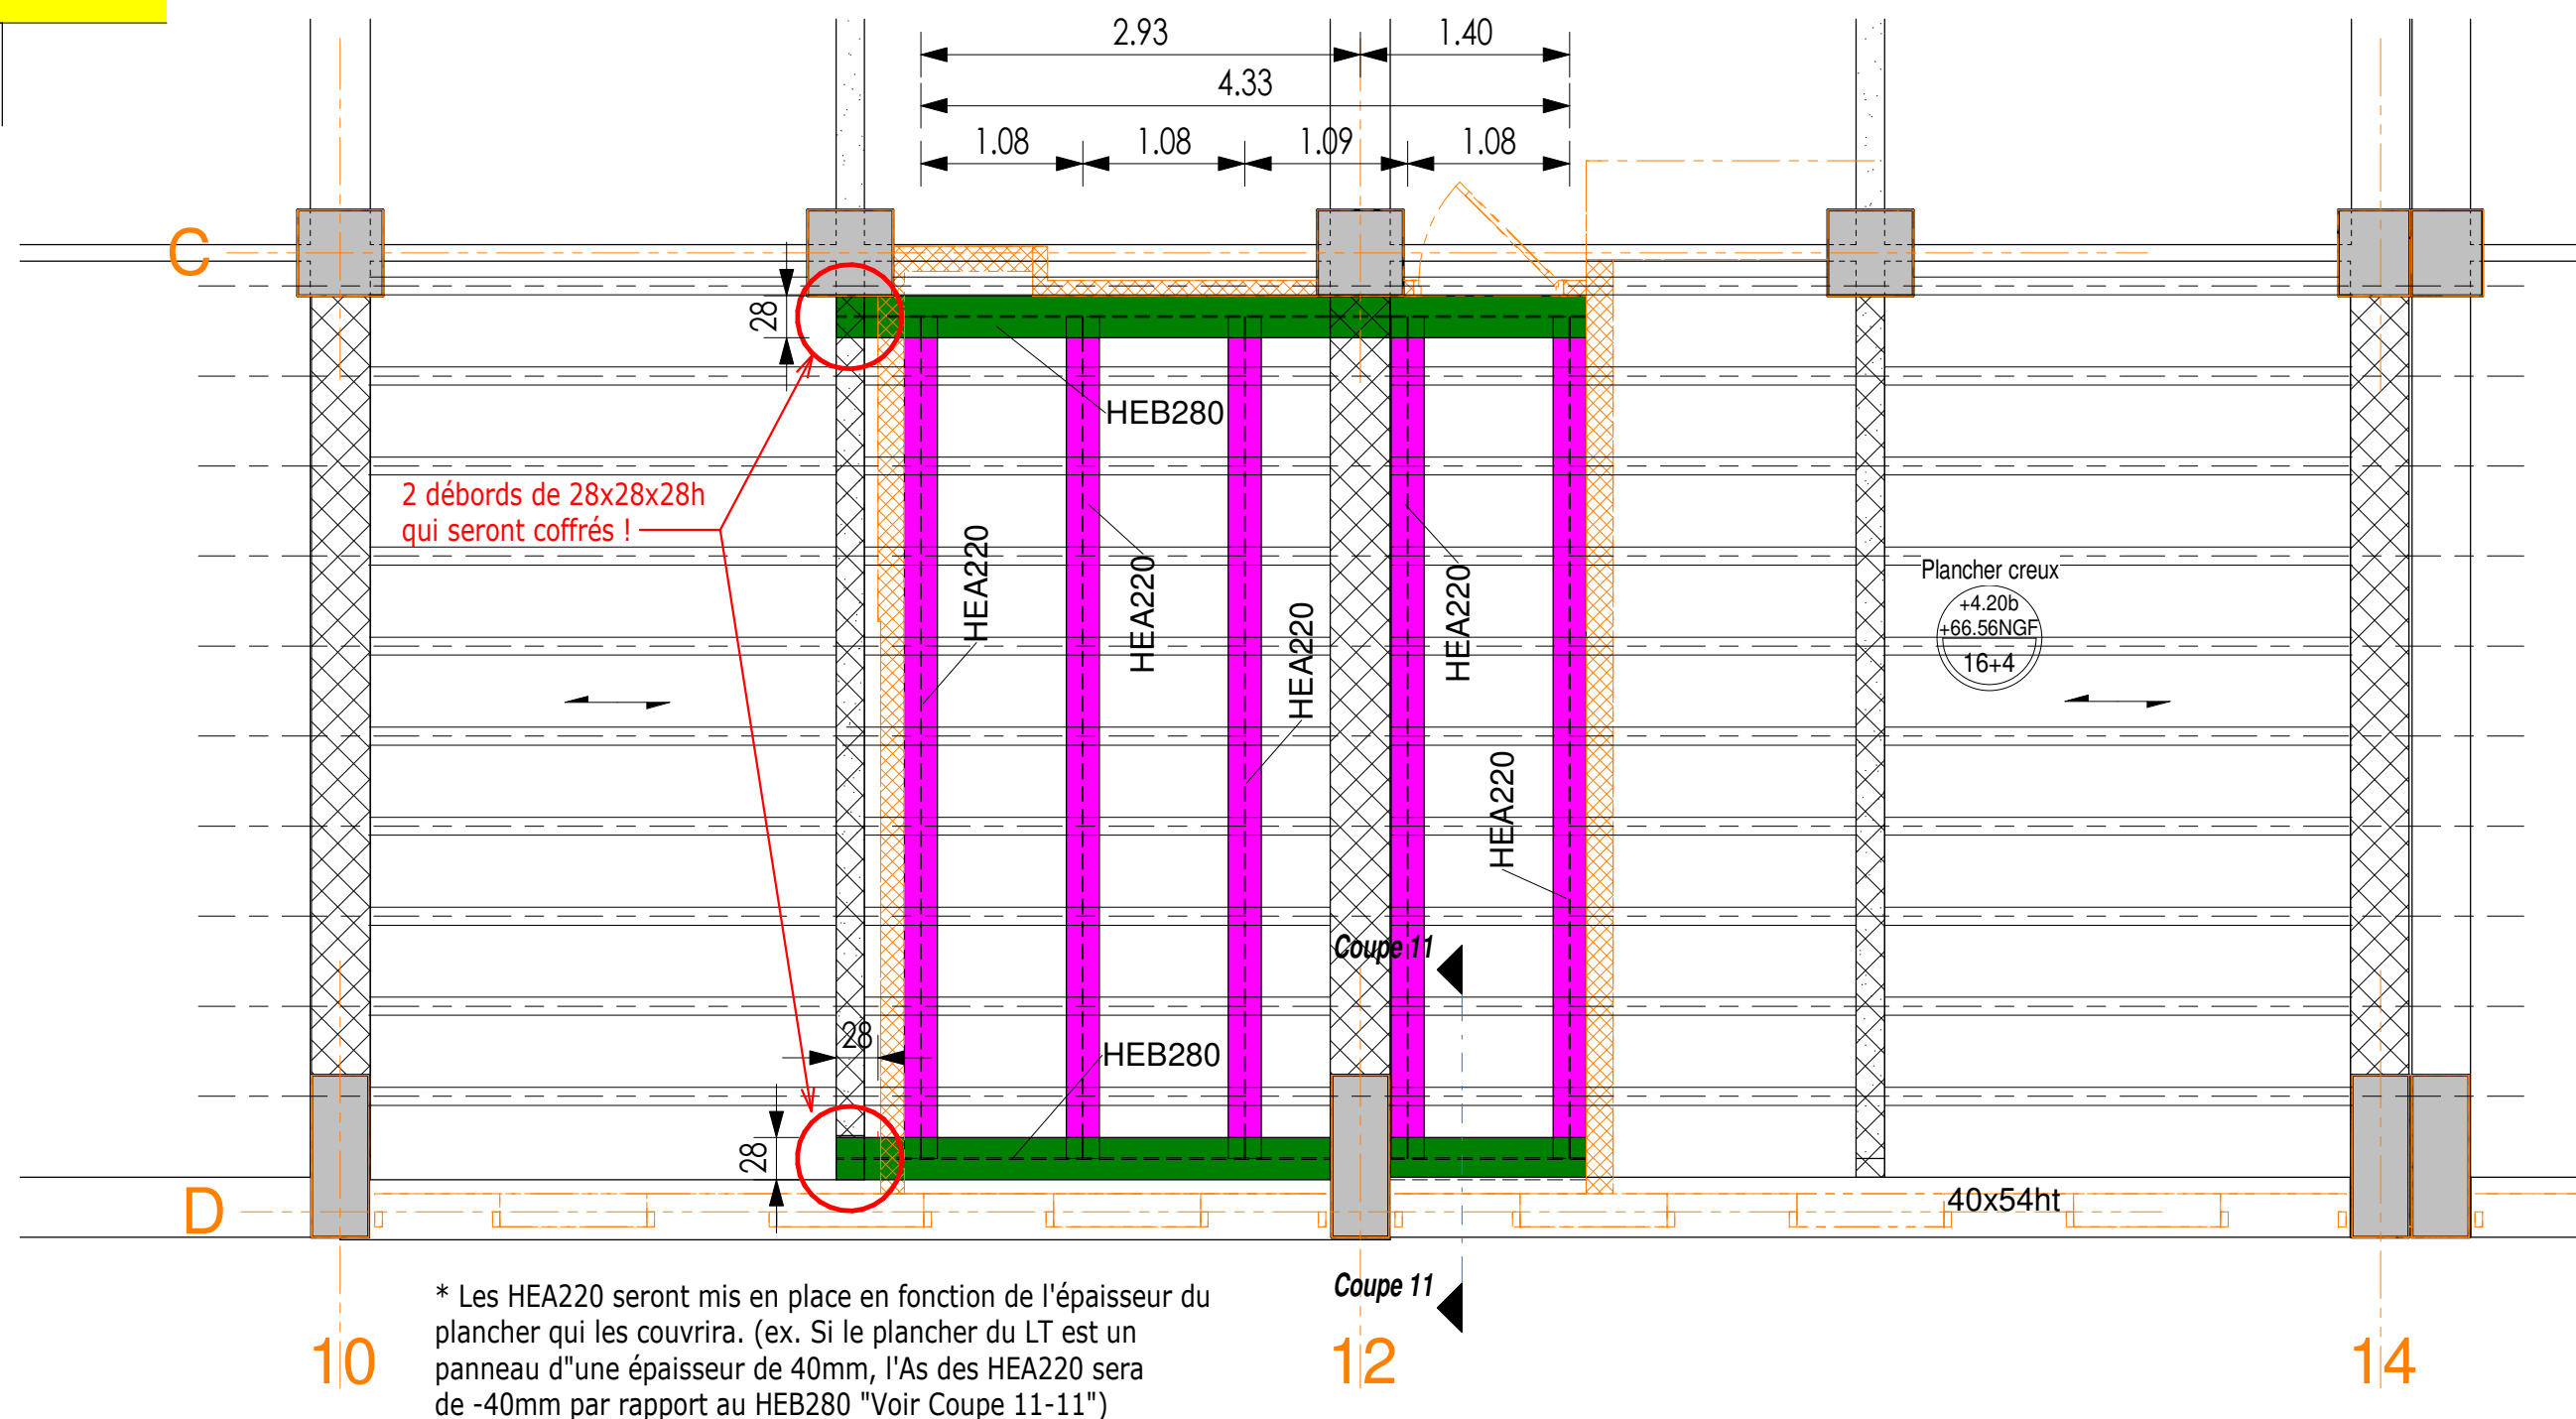 2.93
1.40
4.33
1.08
1.08
1.09
1.08
C
28
HEB280
2 débords de 28x28x28h
qui seront coffrés !
HEA220
HEA220
HEA220
HEA220
HEA220
Plancher creux
+4.20b
+66.56NGF
16+4
Coupe 11
28
HEB280
28
D
40x54ht
Coupe 11
* Les HEA220 seront mis en place en fonction de l'épaisseur du
plancher qui les couvrira. (ex. Si le plancher du LT est un
panneau d"une épaisseur de 40mm, l'As des HEA220 sera
de -40mm par rapport au HEB280 "Voir Coupe 11-11")
10
12
14